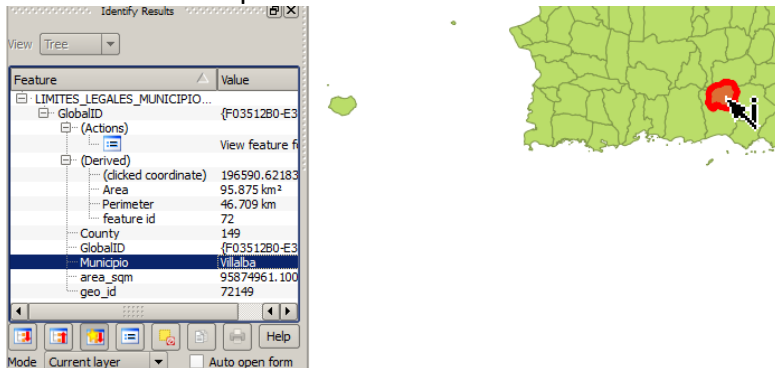 Identify Results
View Tree
Feature Value
LIMITES_LEGALES_MUNICIPIO...
GlobalID {F03512B0-E3
(Actions)
View feature f
(Derived)
(clicked coordinate) 196590.62183
Area 95.875 km²
Perimeter 46.709 km
feature id 72
County 149
GlobalID {F03512B0-E3
Municipio Villalba
area_sqm 95874961.100
geo_id 72149
Help
Mode Current layer Auto open form